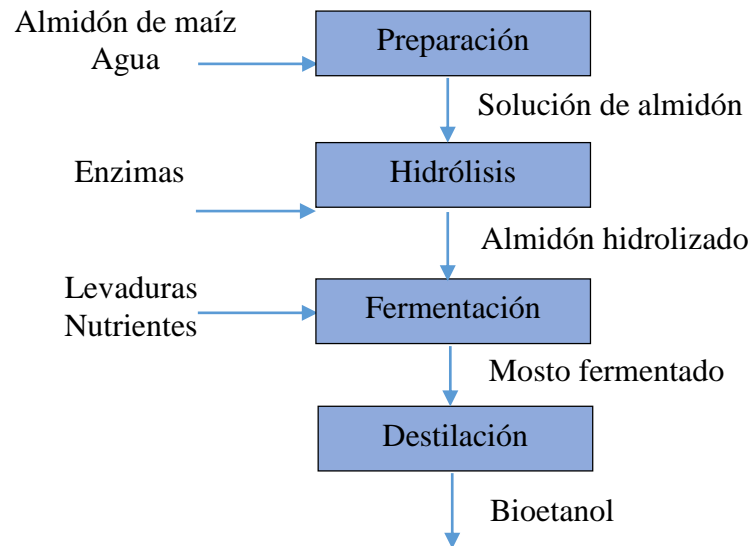 Almidón de maíz
Agua
Preparación
Solución de almidón
Enzimas
Hidrólisis
Almidón hidrolizado
Levaduras
Nutrientes
Fermentación
Mosto fermentado
Destilación
Bioetanol